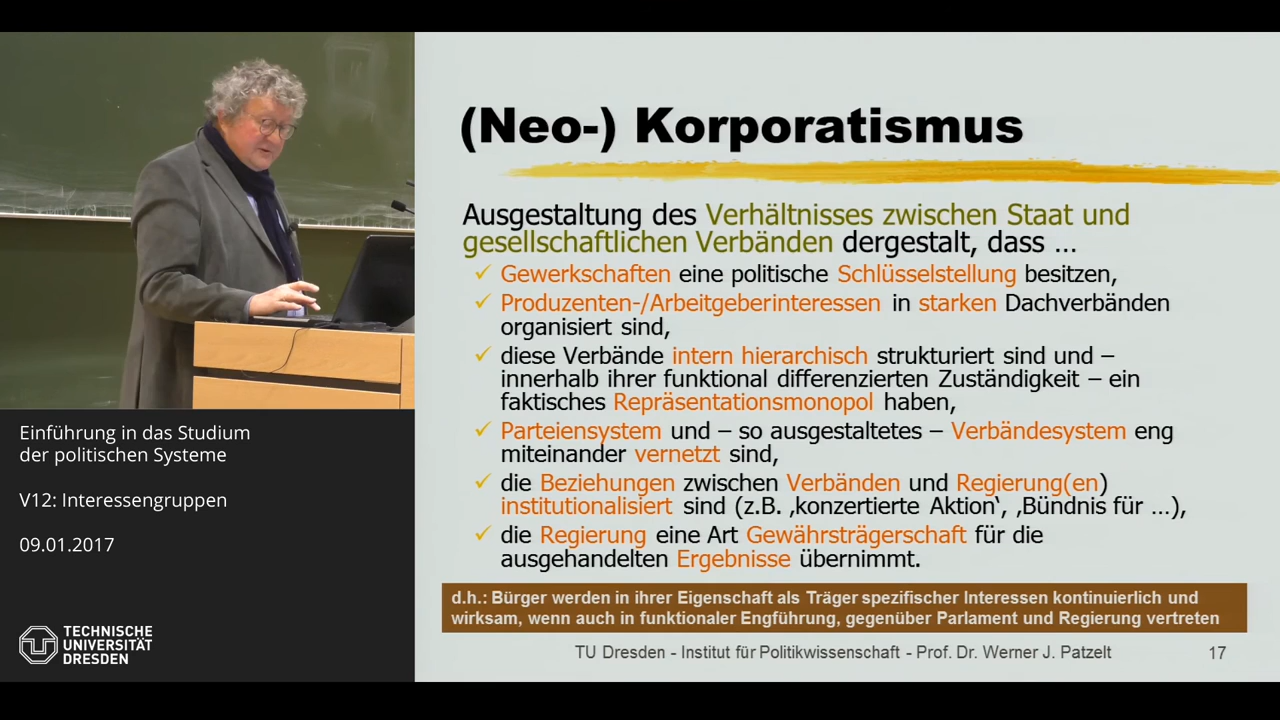 (Neo-) Korporatismus
Ausgestaltung des Verhältnisses zwischen Staat und
gesellschaftlichen Verbänden dergestalt, dass …
✓ Gewerkschaften eine politische Schlüsselstellung besitzen,
✓ Produzenten-/Arbeitgeberinteressen in starken Dachverbänden
organisiert sind,
✓ diese Verbände intern hierarchisch strukturiert sind und –
innerhalb ihrer funktional differenzierten Zuständigkeit – ein
faktisches Repräsentationsmonopol haben,
✓ Parteiensystem und – so ausgestaltetes – Verbändesystem eng
miteinander vernetzt sind,
✓ die Beziehungen zwischen Verbänden und Regierung(en)
institutionalisiert sind (z.B. ‚konzertierte Aktion‘, ‚Bündnis für …),
✓ die Regierung eine Art Gewährsträgerschaft für die
ausgehandelten Ergebnisse übernimmt.
d.h.: Bürger werden in ihrer Eigenschaft als Träger spezifischer Interessen kontinuierlich und
wirksam, wenn auch in funktionaler Engführung, gegenüber Parlament und Regierung vertreten
TU Dresden - Institut für Politikwissenschaft - Prof. Dr. Werner J. Patzelt
17
Einführung in das Studium
der politischen Systeme
V12: Interessengruppen
09.01.2017
TECHNISCHE
UNIVERSITÄT
DRESDEN